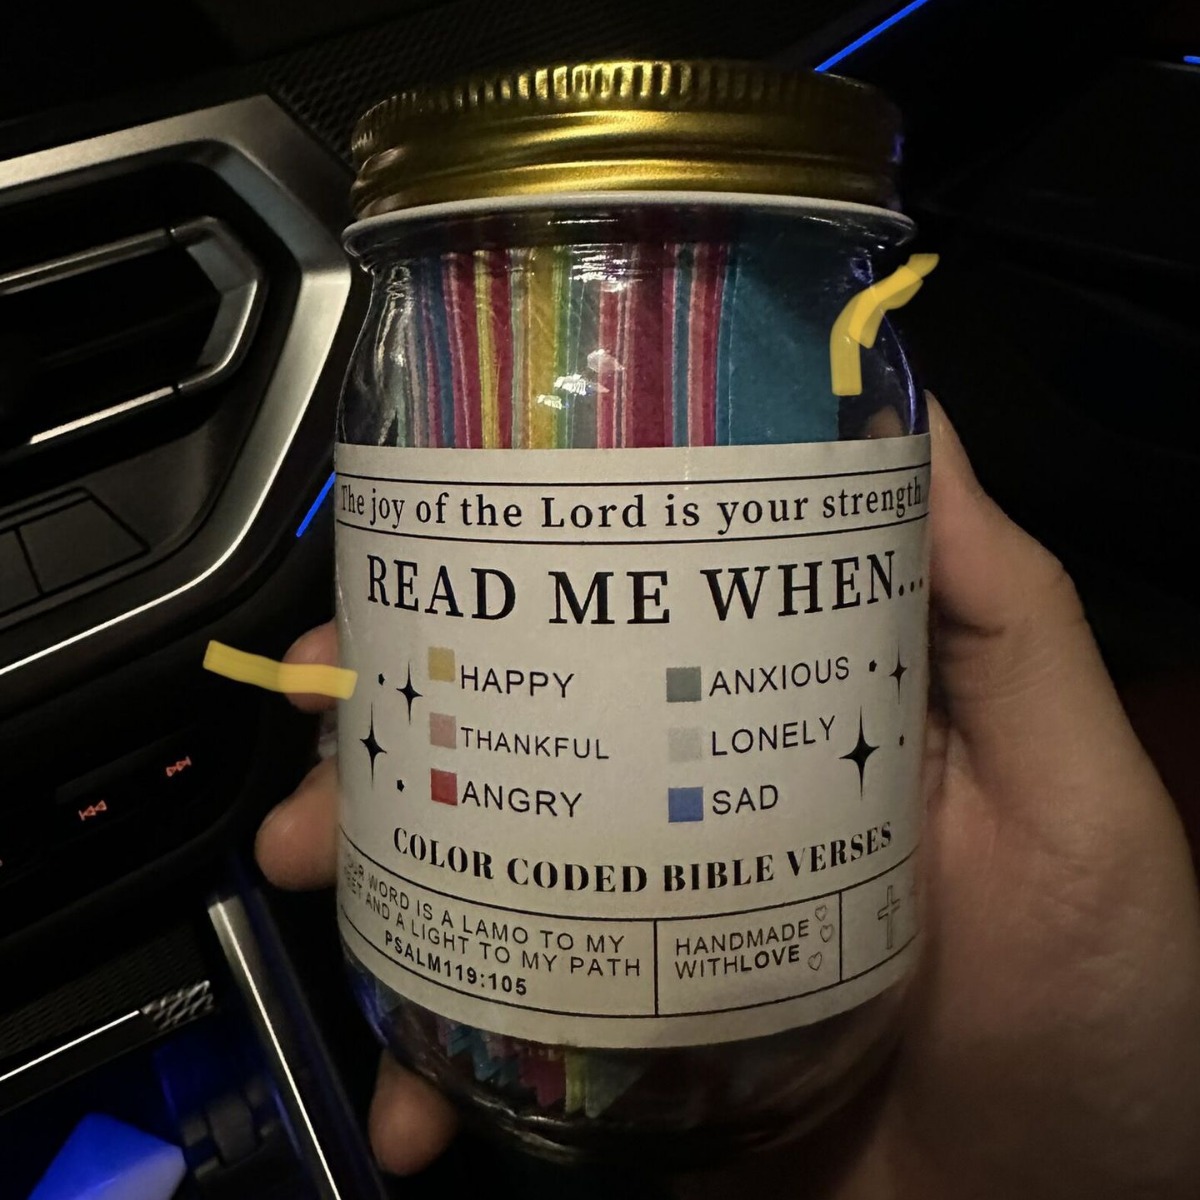 The joy of the Lord is your strength
READ ME WHEN...
HAPPY
THANKFUL
ANGRY
ANXIOUS
LONELY
SAD
COLOR CODED BIBLE VERSES
WORD IS A LAMO TO MY
AND A LIGHT TO MY PATH
PSALM119:105
HANDMADE
WITHLOVE